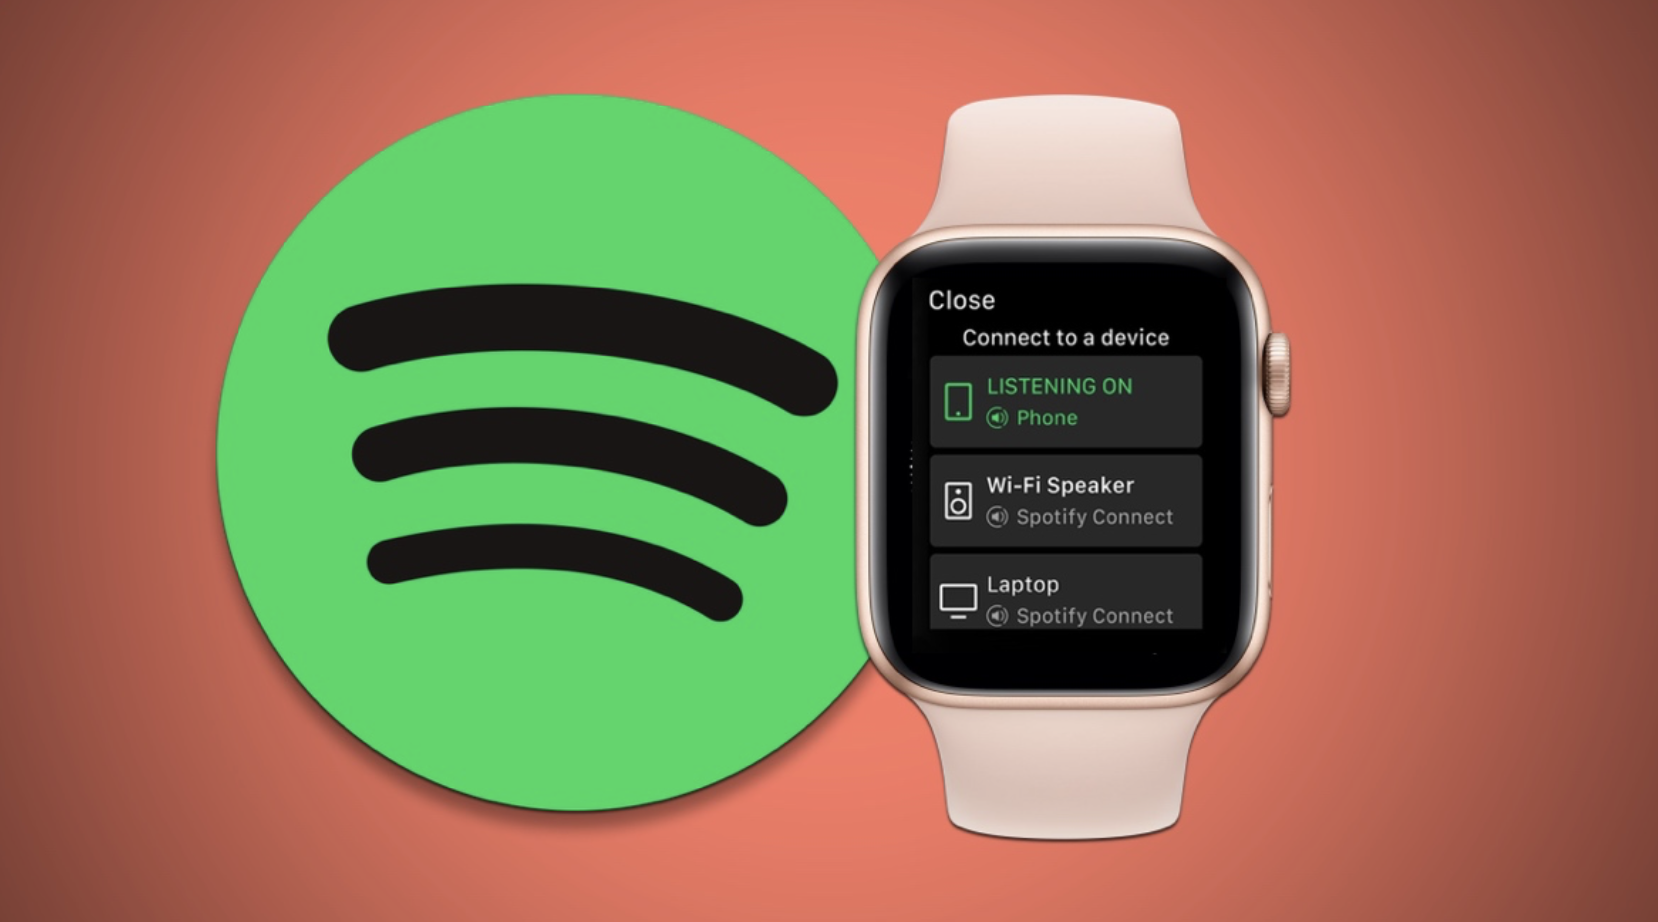 Close
Connect to a device
LISTENING ON
Phone
Wi-Fi Speaker
Spotify Connect
Laptop
Spotify Connect